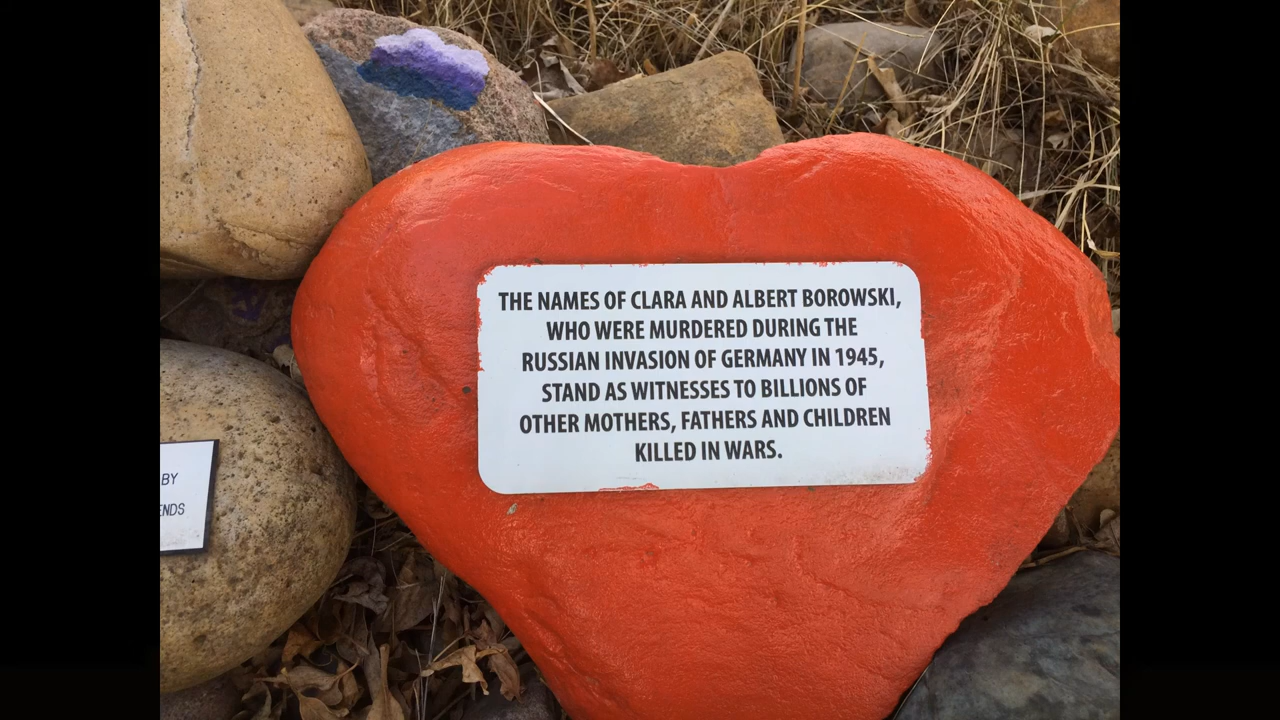 THE NAMES OF CLARA AND ALBERT BOROWSKI,
WHO WERE MURDERED DURING THE
RUSSIAN INVASION OF GERMANY IN 1945,
STAND AS WITNESSES TO BILLIONS OF
OTHER MOTHERS, FATHERS AND CHILDREN
KILLED IN WARS.
BY
ENDS